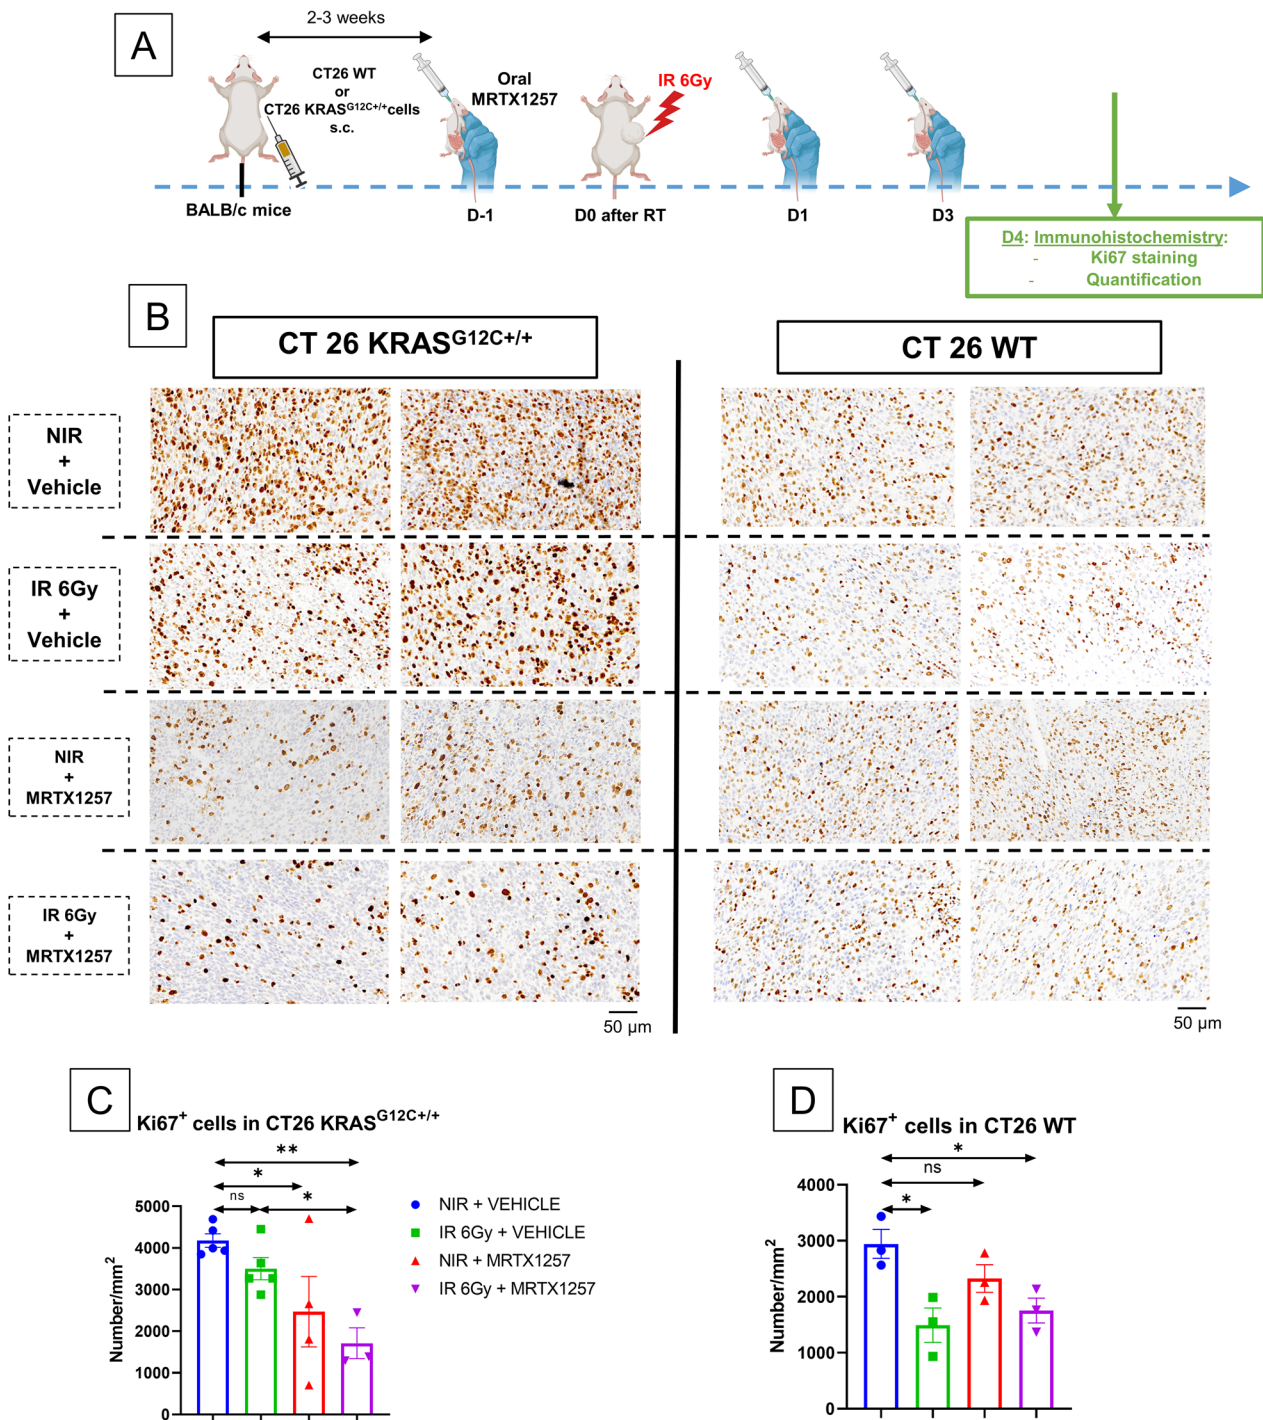 A
2-3 weeks
CT26 WT
or
CT26 KRASG12C+/+cells
s.c.
Oral
MRTX1257
IR 6Gy
BALB/c mice
D-1
D0 after RT
D1
D3
D4: Immunohistochemistry:
- Ki67 staining
- Quantification
B
CT 26 KRASG12C+/+
CT 26 WT
NIR
+
Vehicle
IR 6Gy
+
Vehicle
NIR
+
MRTX1257
IR 6Gy
+
MRTX1257
50 µm
50 µm
C
Ki67+ cells in CT26 KRASG12C+/+
**
*
ns
*
Number/mm2
5000
4000
3000
2000
1000
0
NIR + VEHICLE
IR 6Gy + VEHICLE
NIR + MRTX1257
IR 6Gy + MRTX1257
D
Ki67+ cells in CT26 WT
*
ns
*
Number/mm2
4000
3000
2000
1000
0